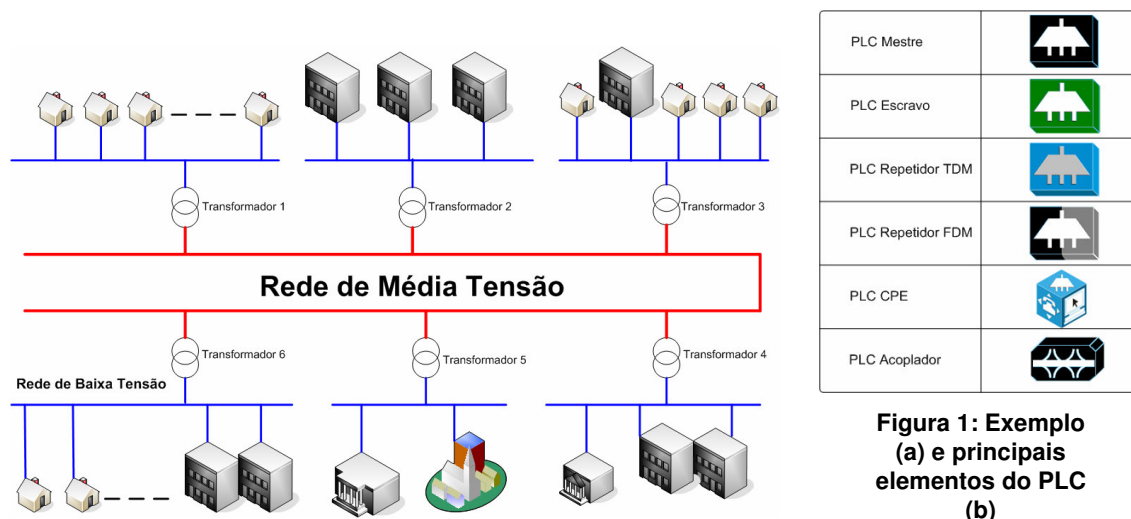 Transformador 1
Transformador 2
Transformador 3
Rede de Média Tensão
Transformador 6
Transformador 5
Transformador 4
Rede de Baixa Tensão
PLC Mestre
PLC Escravo
PLC Repetidor TDM
PLC Repetidor FDM
PLC CPE
PLC Acoplador
Figura 1: Exemplo
(a) e principais
elementos do PLC
(b)